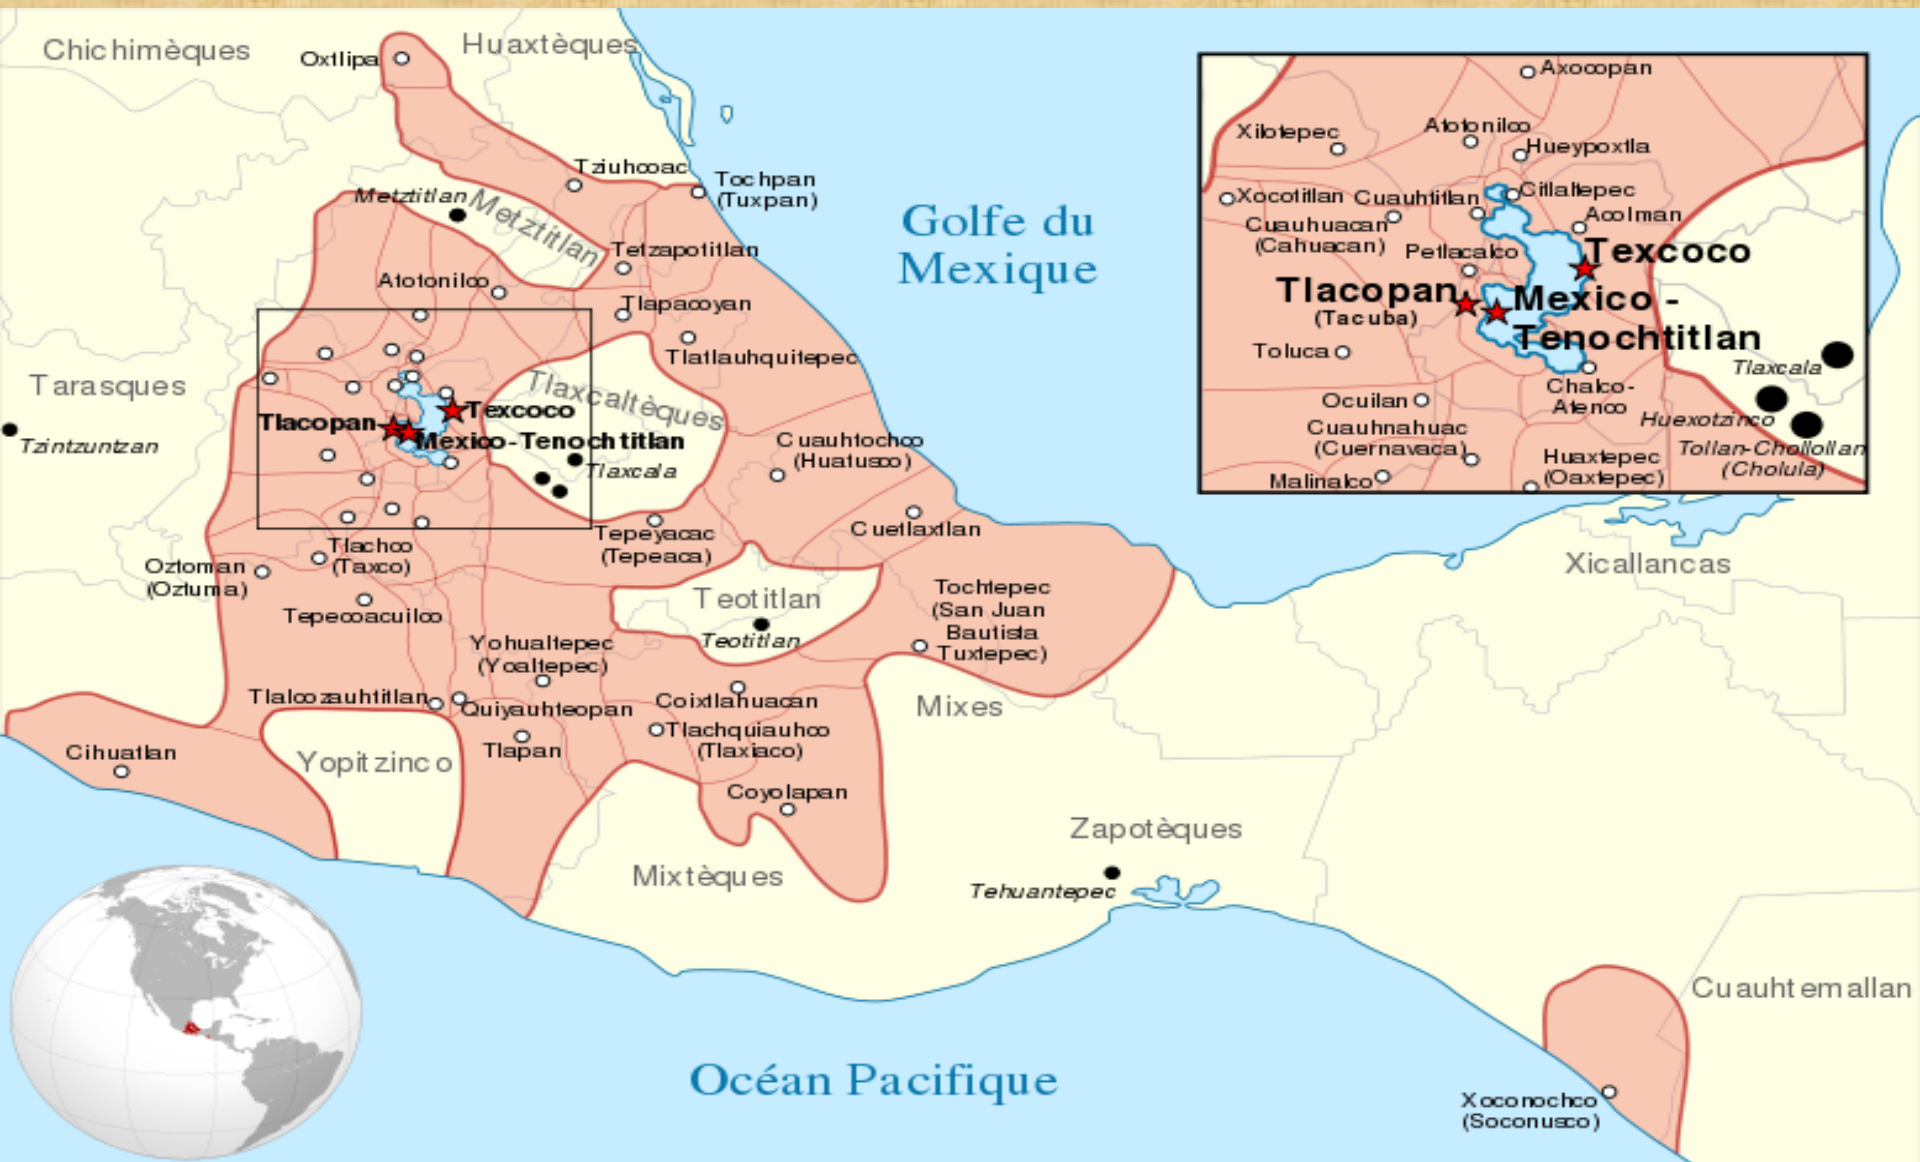 Chichimèques
Huaxtèques
Oxtlipa
Tziuhcoac
Tochpan
(Tuxpan)
Metztitlan
Metztitlan
Tetzapotitlan
Atotonilco
Tlapacoyan
Tlatlauhquitepec
Golfe du
Mexique
Tarasques
Tzintzuntzan
Tlaxcaltèques
Texcoco
Tlacopan
Mexico-Tenochtitlan
Tlaxcala
Cuauhtochco
(Huatusco)
Cuetlaxtlan
Tepeyacac
(Tepeaca)
Tlachco
(Taxco)
Oztoman
(Oztuma)
Tepecoacuilco
Teotitlan
Teotitlan
Tochtepec
(San Juan
Bautista
Tuxtepec)
Yohualtepec
(Yoaltepec)
Tlalcozauhtitlan
Quiyauhteopan
Coixtlahuacan
Tlachquiauhco
(Tlaxiaco)
Tlapan
Cihuatlan
Yopitzinco
Coyolapan
Mixes
Mixtèques
Zapotèques
Tehuantepec
Xicallancas
Cuauhtemallan
Xoconochco
(Soconusco)
Océan Pacifique
Axocopan
Xilotepec
Atotonilco
Hueypoxtla
Xocotitlan
Cuauhtitlan
Citlaltepec
Cuauhuacan
(Cahuacan)
Acolman
Petlacalco
Texcoco
Tlacopan
(Tacuba)
Mexico -
Tenochtitlan
Toluca
Tlaxcala
Chalco-
Atenco
Ocuilan
Huexotzinco
Cuauhnahuac
(Cuernavaca)
Tollan-Chollollan
(Cholula)
Huaxtepec
(Oaxtepec)
Malinalco